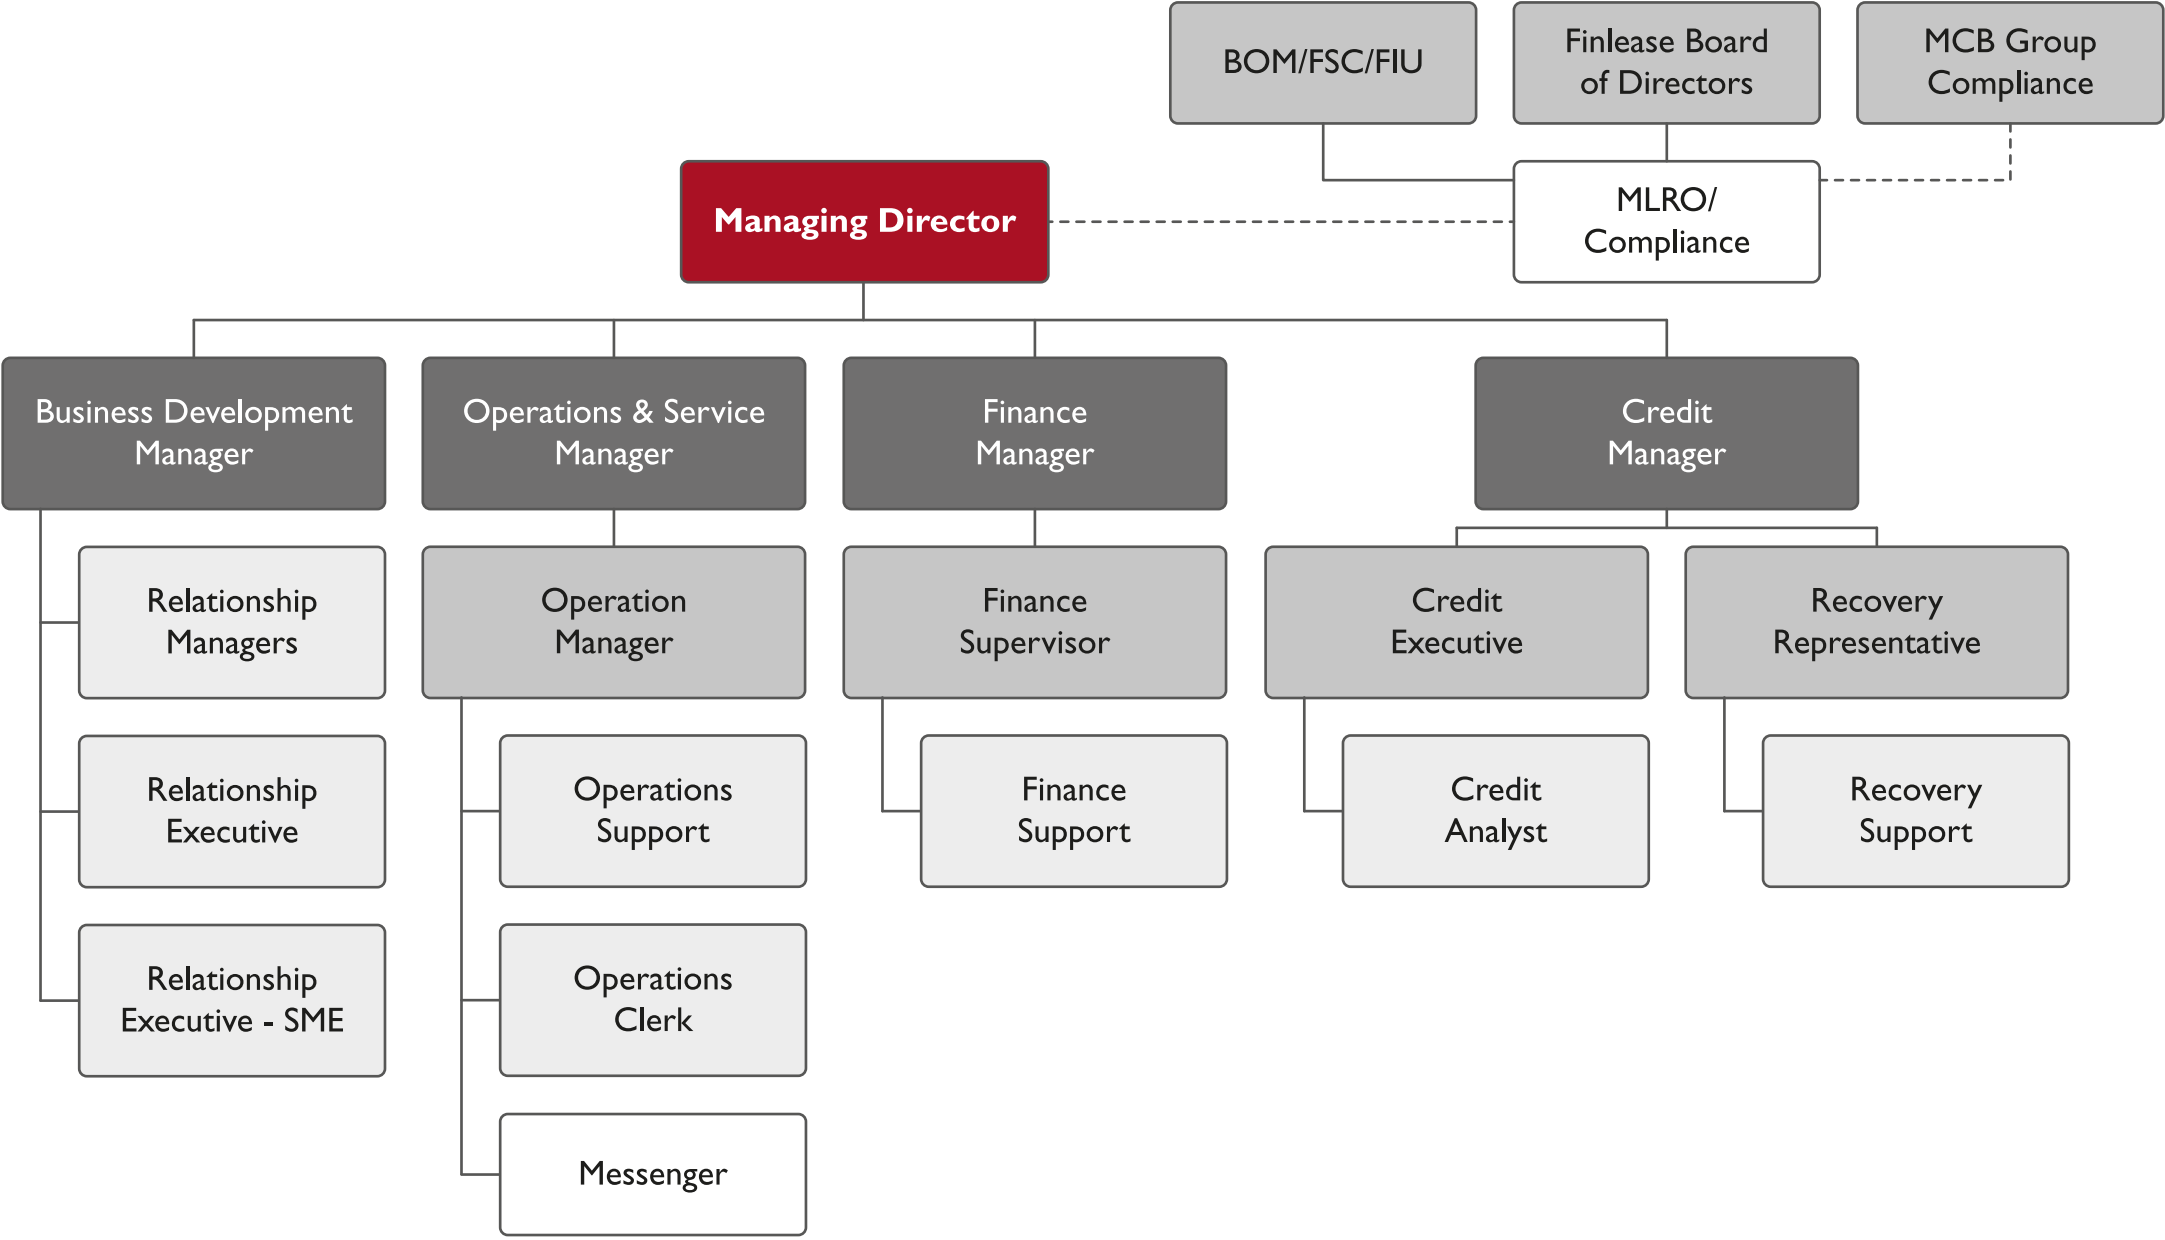 BOM/FSC/FIU
Finlease Board
of Directors
MCB Group
Compliance
Managing Director
MLRO/
Compliance
Business Development
Manager
Operations & Service
Manager
Finance
Manager
Credit
Manager
Relationship
Managers
Operation
Manager
Finance
Supervisor
Credit
Executive
Recovery
Representative
Relationship
Executive
Operations
Support
Finance
Support
Credit
Analyst
Recovery
Support
Relationship
Executive - SME
Operations
Clerk
Messenger